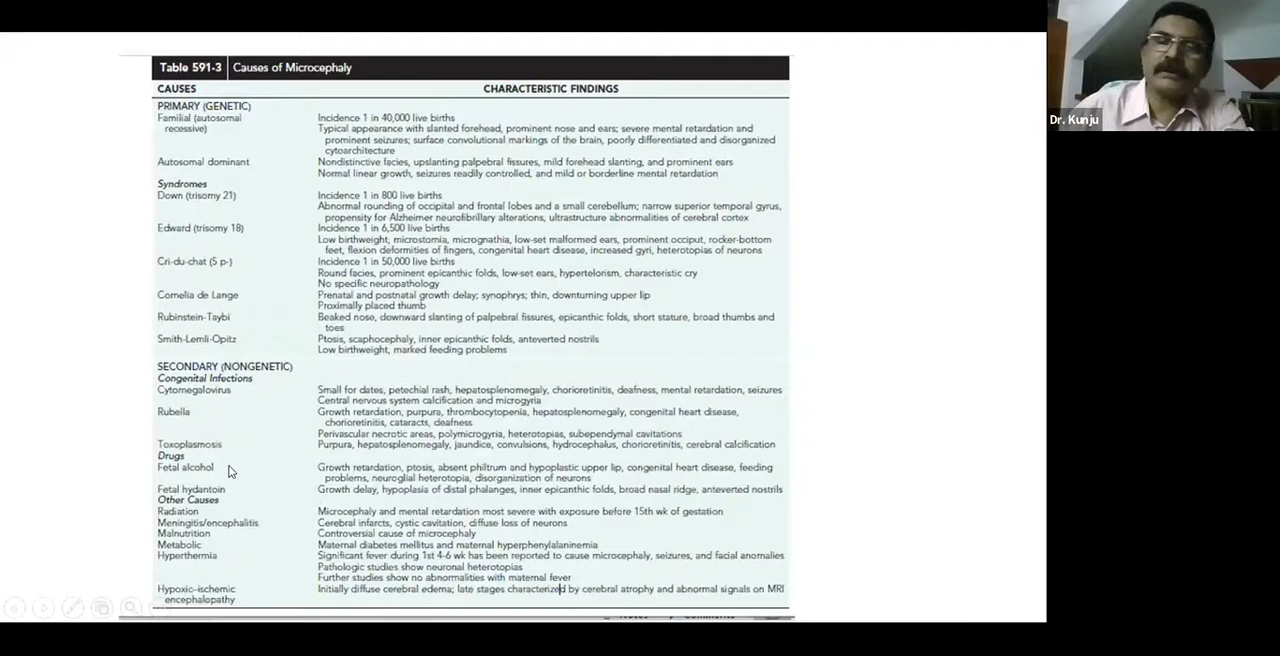 Table 591-3 Causes of Microcephaly
CAUSES CHARACTERISTIC FINDINGS
PRIMARY (GENETIC)
Familial (autosomal recessive) Incidence 1 in 40,000 live births
Typical appearance with slanted forehead, prominent nose and ears; severe mental retardation and
prominent seizures; surface convolutional markings of the brain, poorly differentiated and disorganized
cytoarchitecture
Autosomal dominant Nondistinctive facies, upslanting palpebral fissures, mild forehead slanting, and prominent ears
Normal linear growth, seizures readily controlled, and mild or borderline mental retardation
Syndromes
Down (trisomy 21) Incidence 1 in 800 live births
Abnormal rounding of occipital and frontal lobes and a small cerebellum; narrow superior temporal gyrus,
propensity for Alzheimer neurofibrillary alterations, ultrastructure abnormalities of cerebral cortex
Edward (trisomy 18) Incidence 1 in 6,500 live births
Low birthweight, microstomia, micrognathia, low-set malformed ears, prominent occiput, rocker-bottom
feet, flexion deformities of fingers, congenital heart disease, increased gyri, heterotopias of neurons
Cri-du-chat (5 p-) Incidence 1 in 50,000 live births
Round facies, prominent epicanthic folds, low-set ears, hypertelorism, characteristic cry
No specific neuropathology
Cornelia de Lange Prenatal and postnatal growth delay; synophrys; thin, downturning upper lip
Proximally placed thumb
Rubinstein-Taybi Beaked nose, downward slanting of palpebral fissures, epicanthic folds, short stature, broad thumbs and
toes
Smith-Lemli-Opitz Ptosis, scaphocephaly, inner epicanthic folds, anteverted nostrils
Low birthweight, marked feeding problems
SECONDARY (NONGENETIC)
Congenital Infections
Cytomegalovirus Small for dates, petechial rash, hepatosplenomegaly, chorioretinitis, deafness, mental retardation, seizures
Central nervous system calcification and microgyria
Rubella Growth retardation, purpura, thrombocytopenia, hepatosplenomegaly, congenital heart disease,
chorioretinitis, cataracts, deafness
Perivascular necrotic areas, polymicrogyria, heterotopias, subependymal cavitations
Toxoplasmosis Purpura, hepatosplenomegaly, jaundice, convulsions, hydrocephalus, chorioretinitis, cerebral calcification
Drugs
Fetal alcohol Growth retardation, ptosis, absent philtrum and hypoplastic upper lip, congenital heart disease, feeding
problems, neuroglial heterotopia, disorganization of neurons
Fetal hydantoin Growth delay, hypoplasia of distal phalanges, inner epicanthic folds, broad nasal ridge, anteverted nostrils
Other Causes
Radiation Microcephaly and mental retardation most severe with exposure before 15th wk of gestation
Meningitis/encephalitis Cerebral infarcts, cystic cavitation, diffuse loss of neurons
Malnutrition Controversial cause of microcephaly
Metabolic Maternal diabetes mellitus and maternal hyperphenylalaninemia
Hyperthermia Significant fever during 1st 4-6 wk has been reported to cause microcephaly, seizures, and facial anomalies
Pathologic studies show neuronal heterotopias
Further studies show no abnormalities with maternal fever
Hypoxic-ischemic encephalopathy Initially diffuse cerebral edema; late stages characterized by cerebral atrophy and abnormal signals on MRI
Dr. Kunju